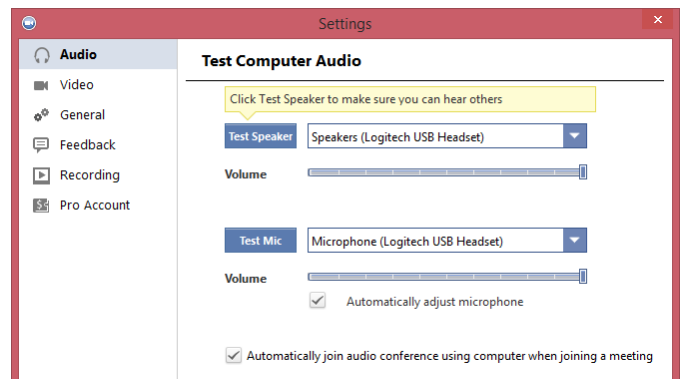 Settings
Audio
Video
General
Feedback
Recording
Pro Account
Test Computer Audio
Click Test Speaker to make sure you can hear others
Test Speaker Speakers (Logitech USB Headset)
Volume
Test Mic Microphone (Logitech USB Headset)
Volume
Automatically adjust microphone
Automatically join audio conference using computer when joining a meeting